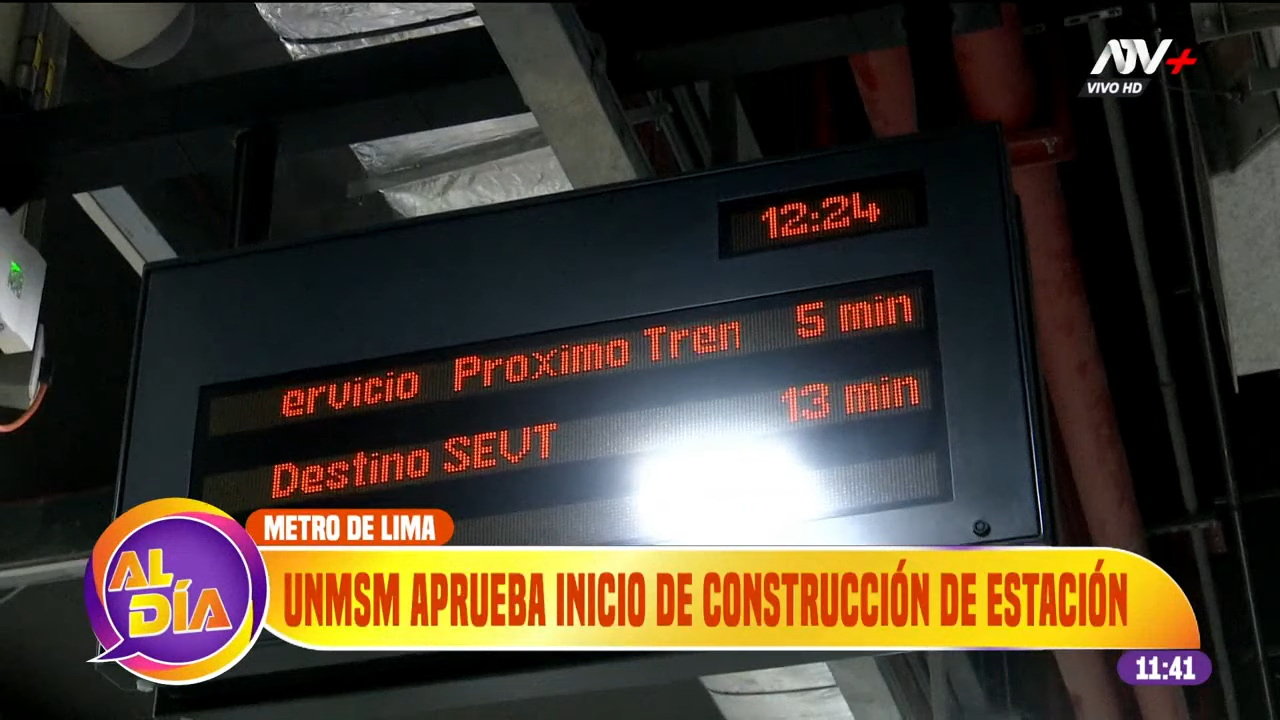 ATV+
VIVO HD
12:24
ervicio Proximo Tren 5 min
Destino SEVT 13 min
METRO DE LIMA
AL DÍA
UNMSM APRUEBA INICIO DE CONSTRUCCIÓN DE ESTACIÓN
11:41